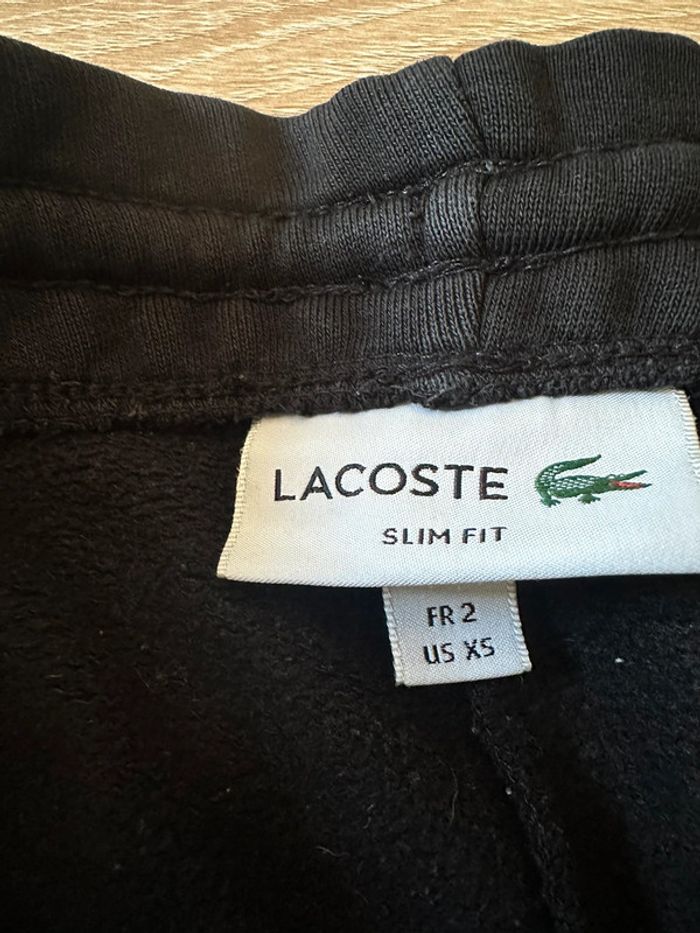 LACOSTE
SLIM FIT
FR 2
US XS